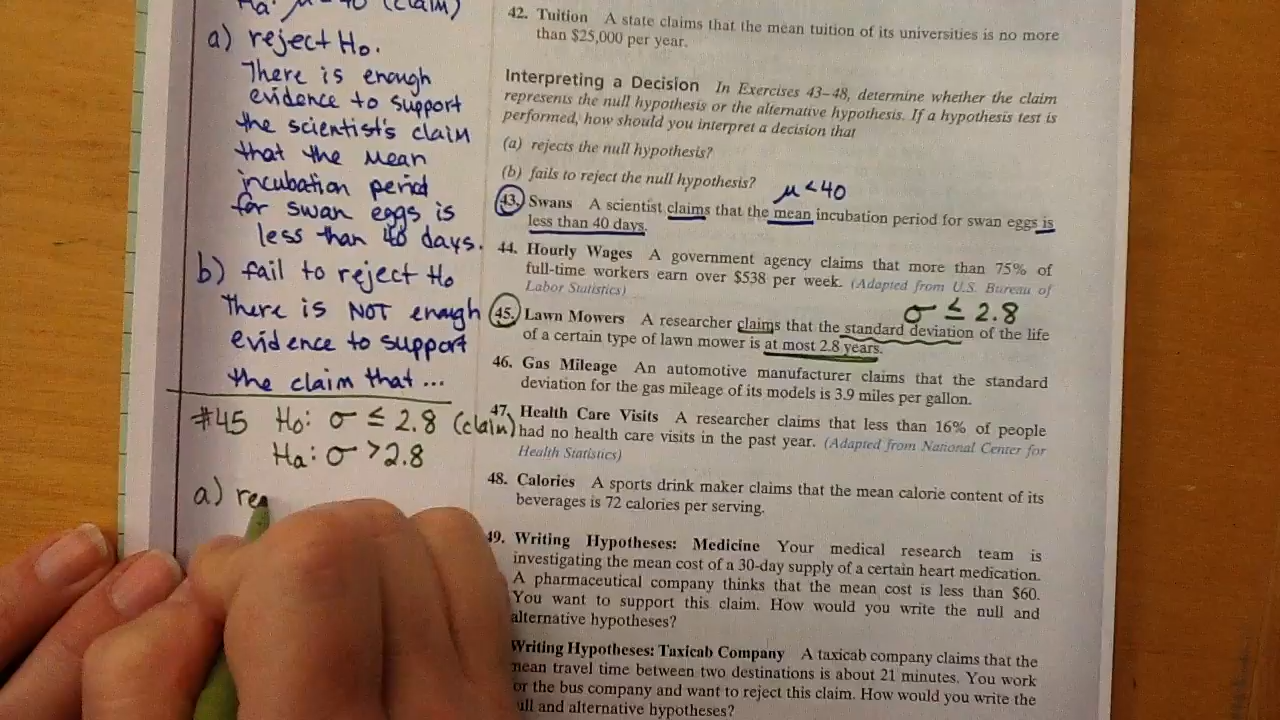 Ha: μ < 40 (claim)
a) reject Ho.
There is enough
evidence to support
the scientist's claim
that the mean
incubation period
for swan eggs is
less than 40 days.
b) fail to reject Ho
There is NOT enough
evidence to support
the claim that ...
#45 Ho: σ ≤ 2.8 (claim)
Ha: σ > 2.8
a) re
42. Tuition A state claims that the mean tuition of its universities is no more
than $25,000 per year.
Interpreting a Decision In Exercises 43–48, determine whether the claim
represents the null hypothesis or the alternative hypothesis. If a hypothesis test is
performed, how should you interpret a decision that
(a) rejects the null hypothesis?
(b) fails to reject the null hypothesis?
μ < 40
43. Swans A scientist claims that the mean incubation period for swan eggs is
less than 40 days.
44. Hourly Wages A government agency claims that more than 75% of
full-time workers earn over $538 per week. (Adapted from U.S. Bureau of
Labor Statistics)
σ ≤ 2.8
45. Lawn Mowers A researcher claims that the standard deviation of the life
of a certain type of lawn mower is at most 2.8 years.
46. Gas Mileage An automotive manufacturer claims that the standard
deviation for the gas mileage of its models is 3.9 miles per gallon.
47. Health Care Visits A researcher claims that less than 16% of people
had no health care visits in the past year. (Adapted from National Center for
Health Statistics)
48. Calories A sports drink maker claims that the mean calorie content of its
beverages is 72 calories per serving.
49. Writing Hypotheses: Medicine Your medical research team is
investigating the mean cost of a 30-day supply of a certain heart medication.
A pharmaceutical company thinks that the mean cost is less than $60.
You want to support this claim. How would you write the null and
alternative hypotheses?
Writing Hypotheses: Taxicab Company A taxicab company claims that the
mean travel time between two destinations is about 21 minutes. You work
or the bus company and want to reject this claim. How would you write the
ull and alternative hypotheses?